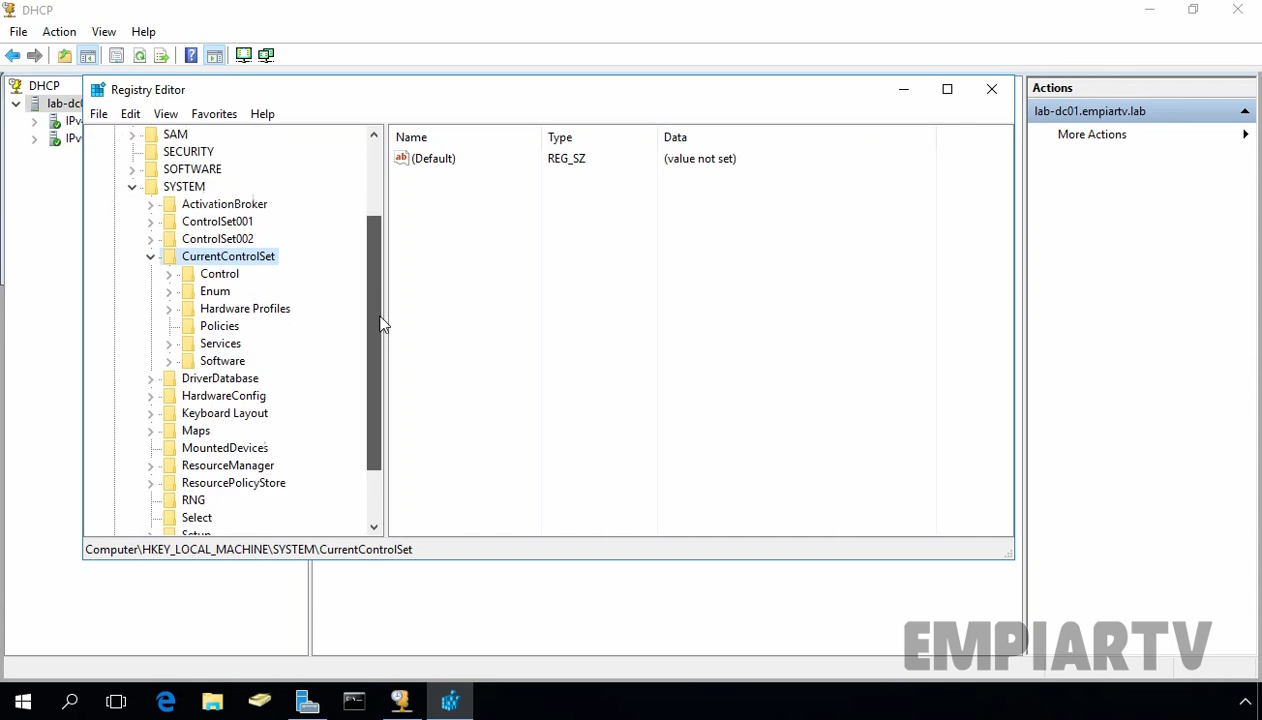 DHCP
File Action View Help
DHCP
lab-dc0
IPv
IPv
Registry Editor
File Edit View Favorites Help
SAM
SECURITY
SOFTWARE
SYSTEM
ActivationBroker
ControlSet001
ControlSet002
CurrentControlSet
Control
Enum
Hardware Profiles
Policies
Services
Software
DriverDatabase
HardwareConfig
Keyboard Layout
Maps
MountedDevices
ResourceManager
ResourcePolicyStore
RNG
Select
Setup
Name Type Data
ab (Default) REG_SZ (value not set)
Computer\HKEY_LOCAL_MACHINE\SYSTEM\CurrentControlSet
Actions
lab-dc01.empiartv.lab
More Actions
EMPIARTV